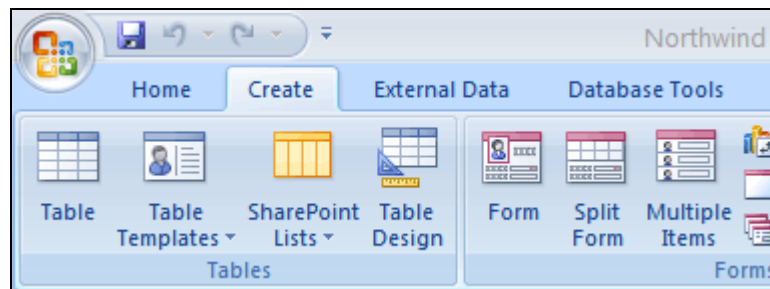 Northwind
Home Create External Data Database Tools
Table Table Templates SharePoint Lists Table Design Form Split Form Multiple Items
Tables Forms